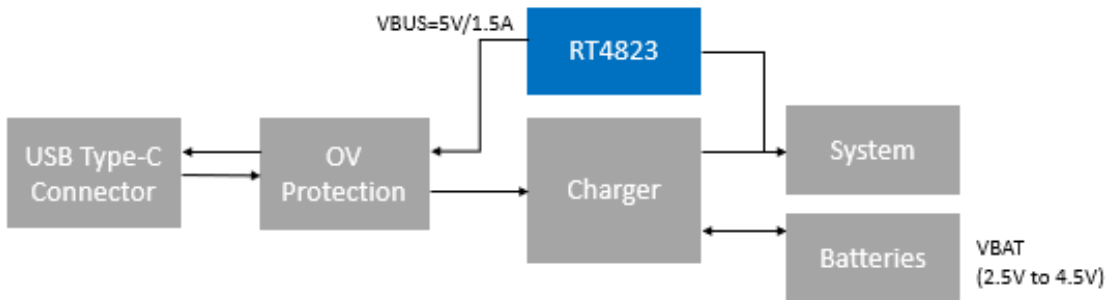 VBUS=5V/1.5A
RT4823
USB Type-C
Connector
OV
Protection
Charger
System
Batteries
VBAT
(2.5V to 4.5V)